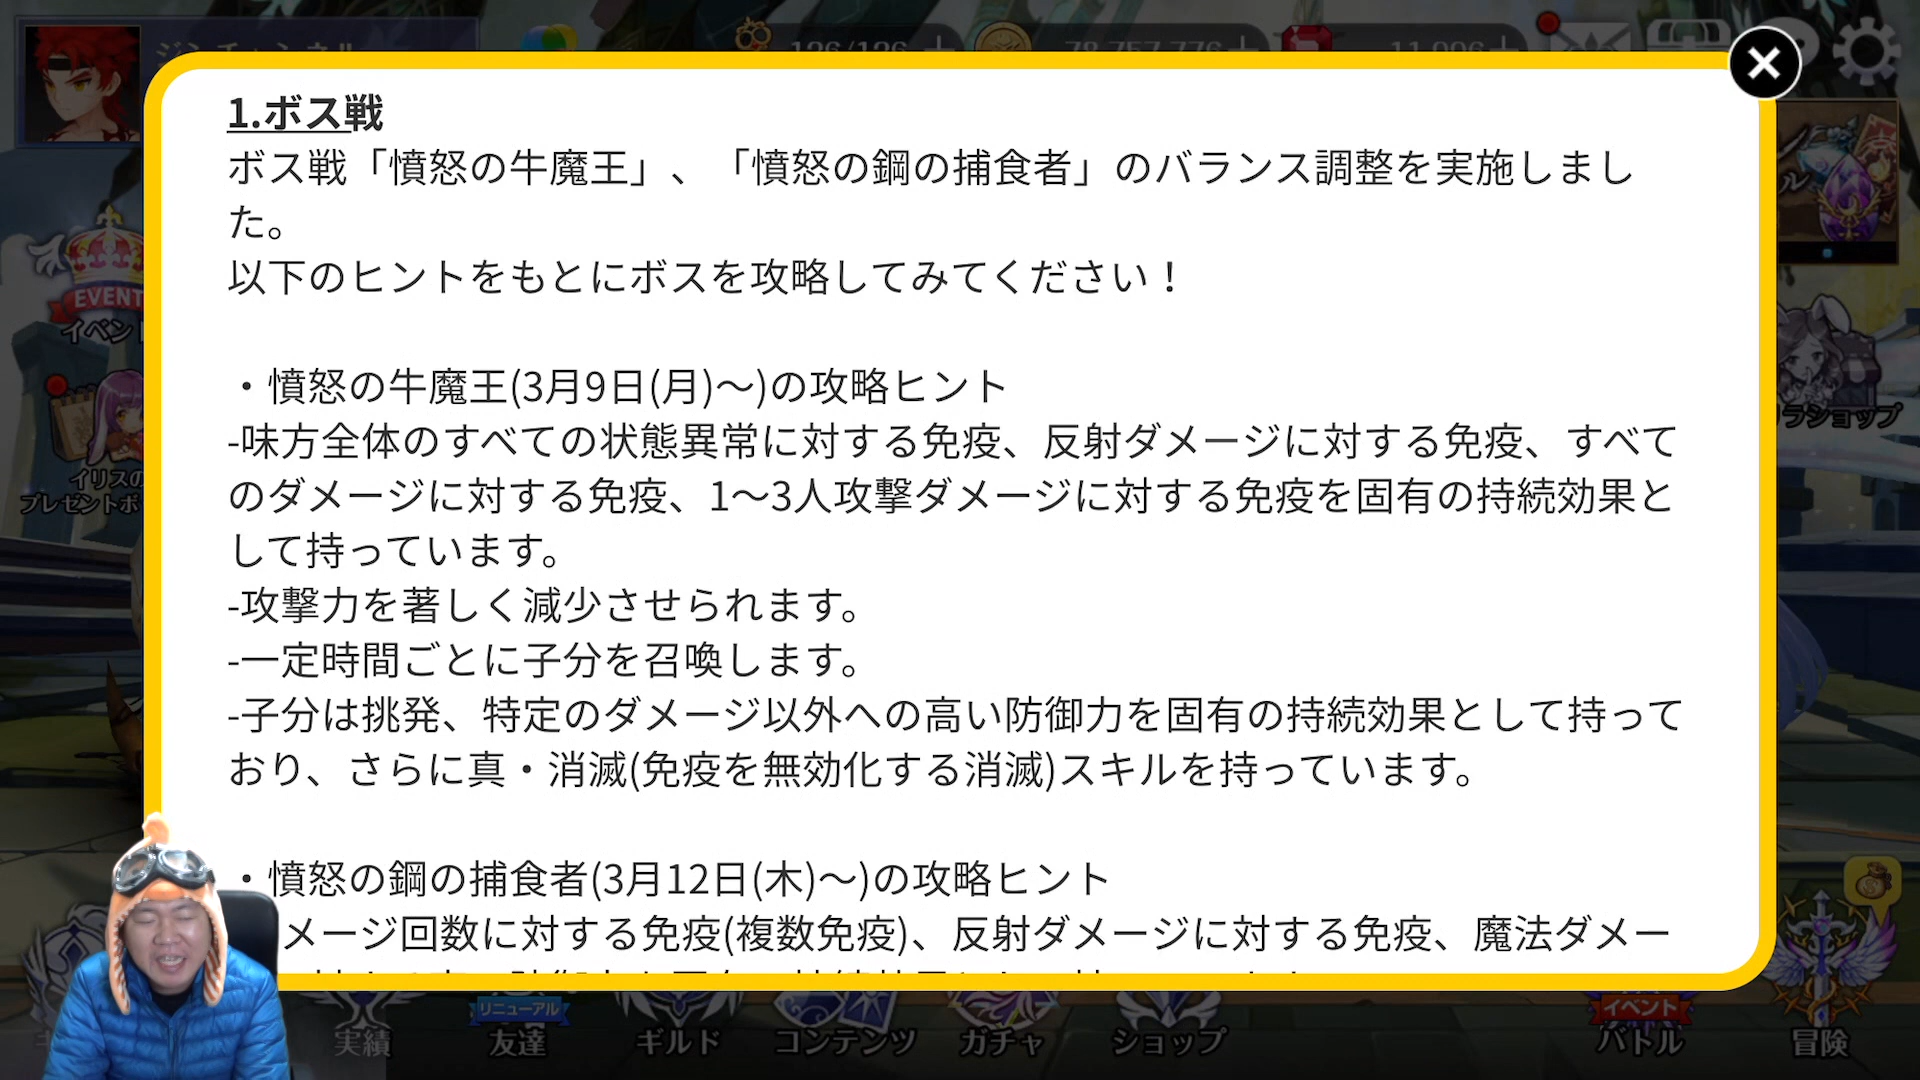 1.ボス戦
ボス戦「憤怒の牛魔王」、「憤怒の鋼の捕食者」のバランス調整を実施しまし
た。
以下のヒントをもとにボスを攻略してみてください！
・憤怒の牛魔王(3月9日(月)～)の攻略ヒント
-味方全体のすべての状態異常に対する免疫、反射ダメージに対する免疫、すべて
のダメージに対する免疫、1～3人攻撃ダメージに対する免疫を固有の持続効果と
して持っています。
-攻撃力を著しく減少させられます。
-一定時間ごとに子分を召喚します。
-子分は挑発、特定のダメージ以外への高い防御力を固有の持続効果として持って
おり、さらに真・消滅(免疫を無効化する消滅)スキルを持っています。
・憤怒の鋼の捕食者(3月12日(木)～)の攻略ヒント
メージ回数に対する免疫(複数免疫)、反射ダメージに対する免疫、魔法ダメー
EVENT
イベント
イリスの
プレゼントボ
ラショップ
実績
リニューアル
友達
ギルド
コンテンツ
ガチャ
ショップ
イベント
バトル
冒険